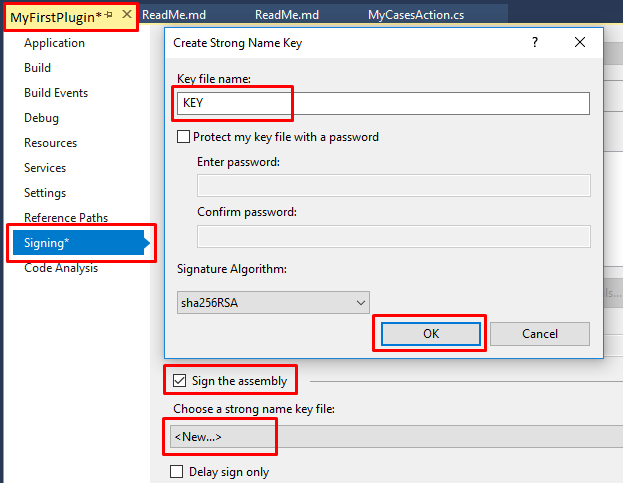 MyFirstPlugin*
ReadMe.md
ReadMe.md
MyCasesAction.cs
Application
Build
Build Events
Debug
Resources
Services
Settings
Reference Paths
Signing*
Code Analysis
Create Strong Name Key
?
Key file name:
KEY
Protect my key file with a password
Enter password:
Confirm password:
Signature Algorithm:
sha256RSA
OK
Cancel
ls...
Sign the assembly
Choose a strong name key file:
<New...>
Delay sign only